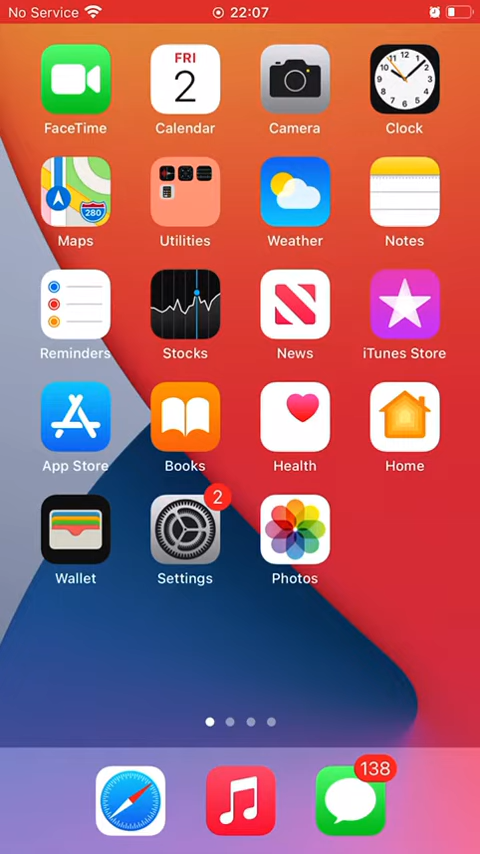 No Service 22:07
FRI
2
FaceTime Calendar Camera Clock
280
Maps Utilities Weather Notes
Reminders Stocks News iTunes Store
App Store Books Health Home
2
Wallet Settings Photos
138